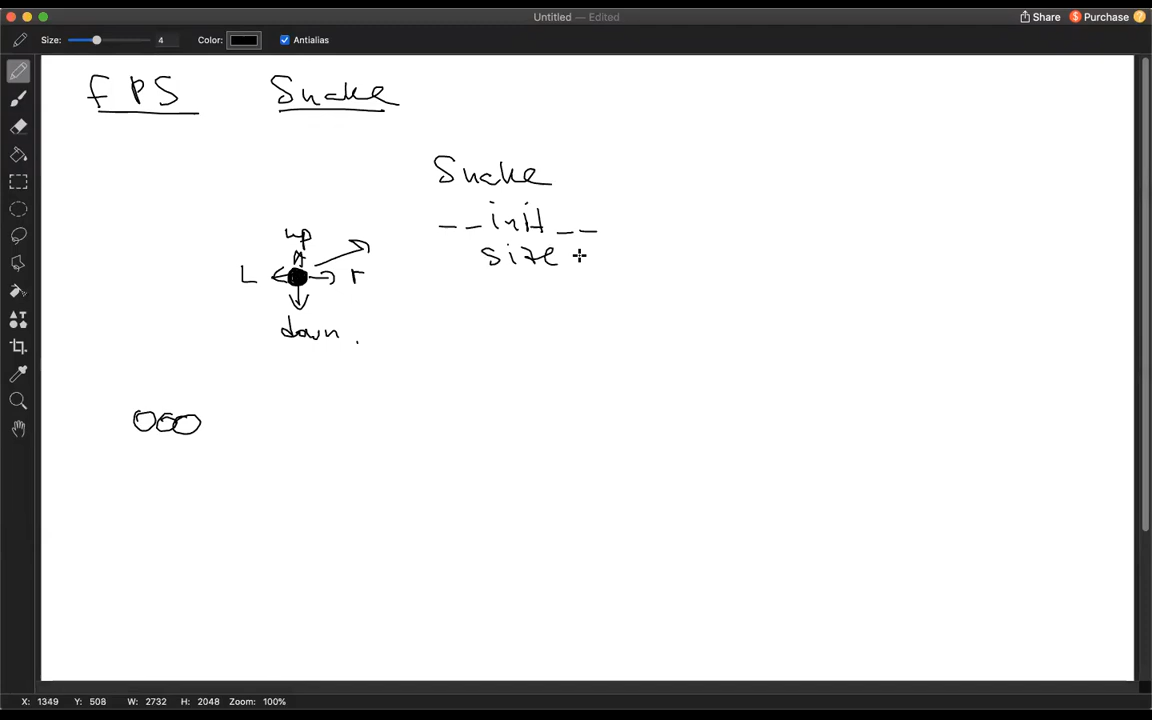 Untitled — Edited
Share
Purchase ?
Size: 4 Color: Antialias
FPS Snake
Snake
__init__
size
up
L r
down.
X: 1349 Y: 508 W: 2732 H: 2048 Zoom: 100%